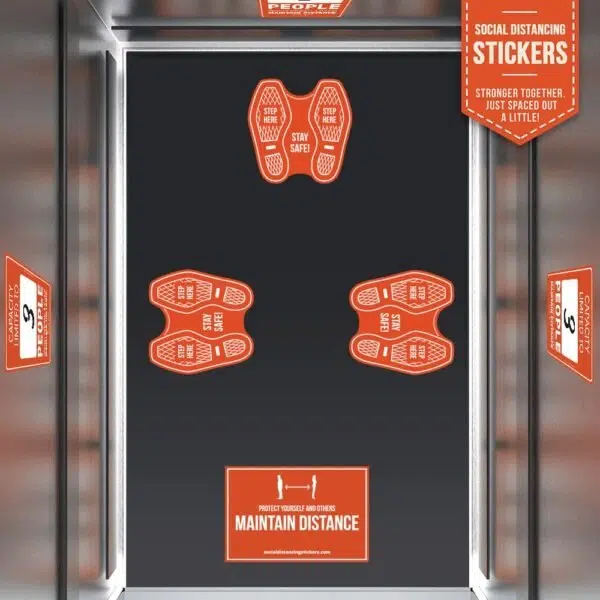 PEOPLE
MAINTAIN DISTANCE
SOCIAL DISTANCING
STICKERS
STRONGER TOGETHER.
JUST SPACED OUT
A LITTLE!
STEP
HERE
STEP
HERE
STAY
SAFE!
STEP
HERE
STAY
SAFE!
STEP
HERE
STEP
HERE
STAY
SAFE!
STEP
HERE
CAPACITY
LIMITED TO
3
PEOPLE
CAPACITY
LIMITED TO
3
PEOPLE
PROTECT YOURSELF AND OTHERS
MAINTAIN DISTANCE
socialdistancingstickers.com